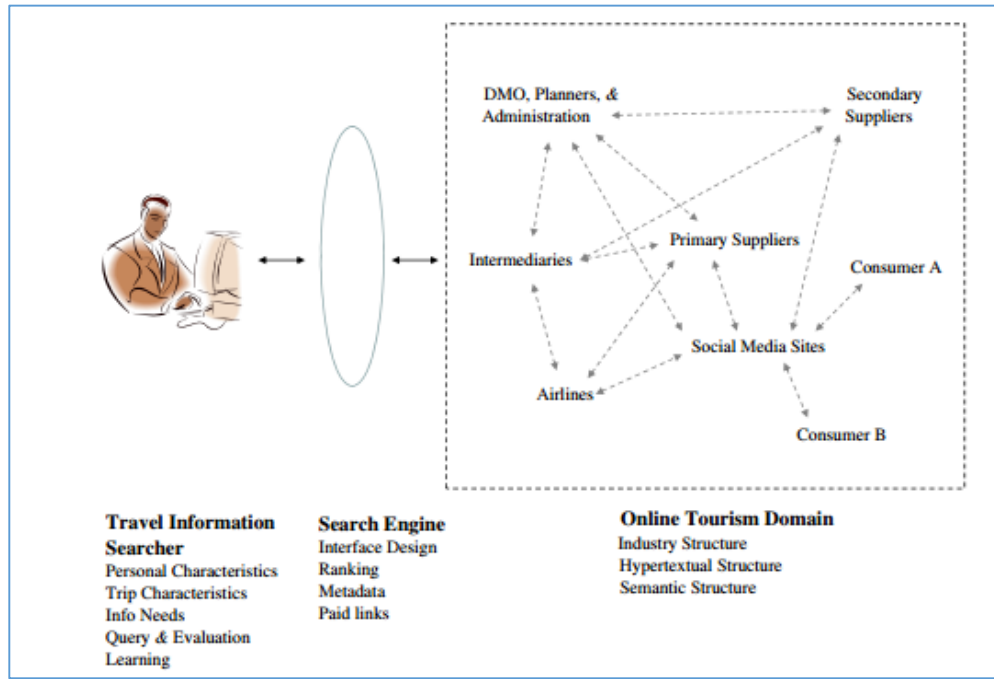 DMO, Planners, &
Administration
Secondary
Suppliers
Primary Suppliers
Intermediaries
Consumer A
Social Media Sites
Airlines
Consumer B
Travel Information
Searcher
Personal Characteristics
Trip Characteristics
Info Needs
Query & Evaluation
Learning
Search Engine
Interface Design
Ranking
Metadata
Paid links
Online Tourism Domain
Industry Structure
Hypertextual Structure
Semantic Structure